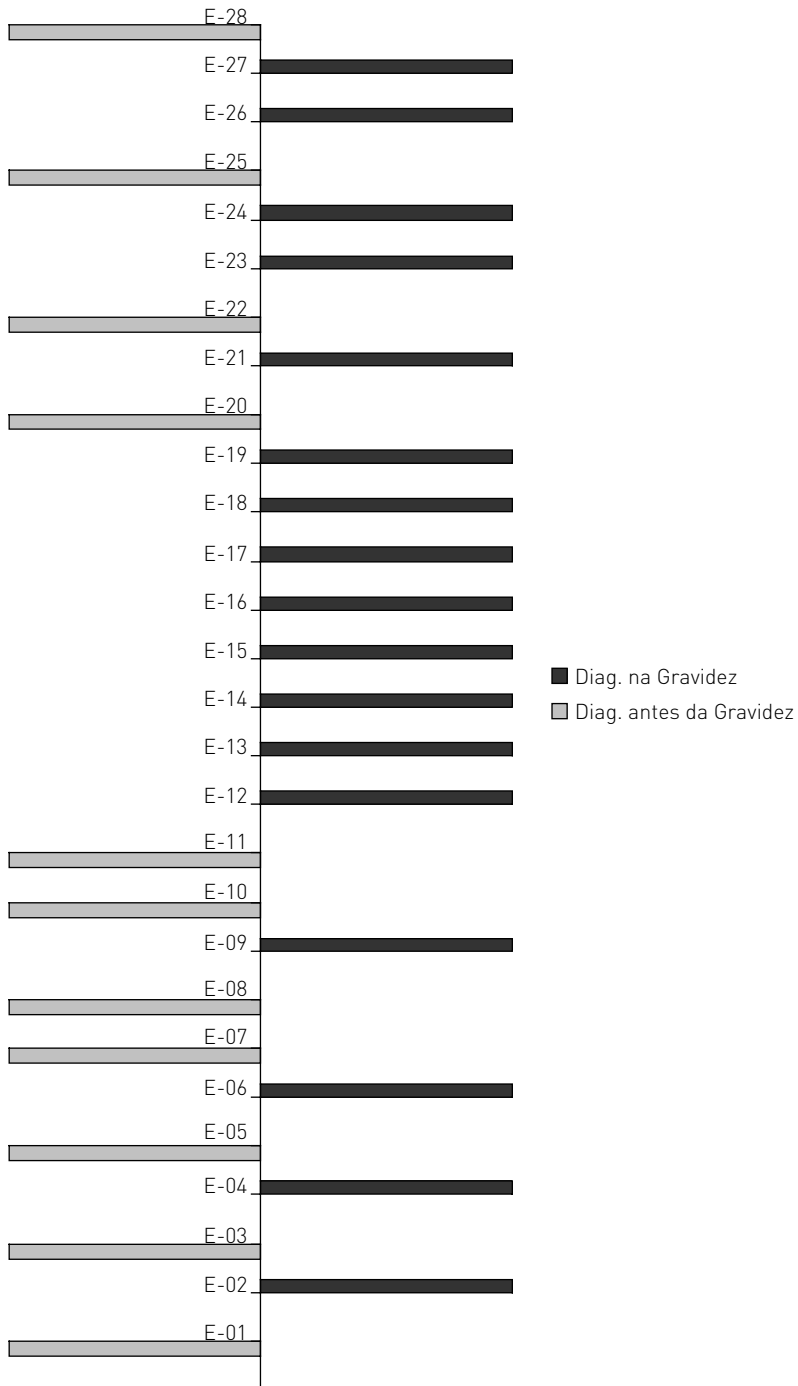 E-28
E-27
E-26
E-25
E-24
E-23
E-22
E-21
E-20
E-19
E-18
E-17
E-16
E-15
E-14
E-13
E-12
E-11
E-10
E-09
E-08
E-07
E-06
E-05
E-04
E-03
E-02
E-01
Diag. na Gravidez
Diag. antes da Gravidez